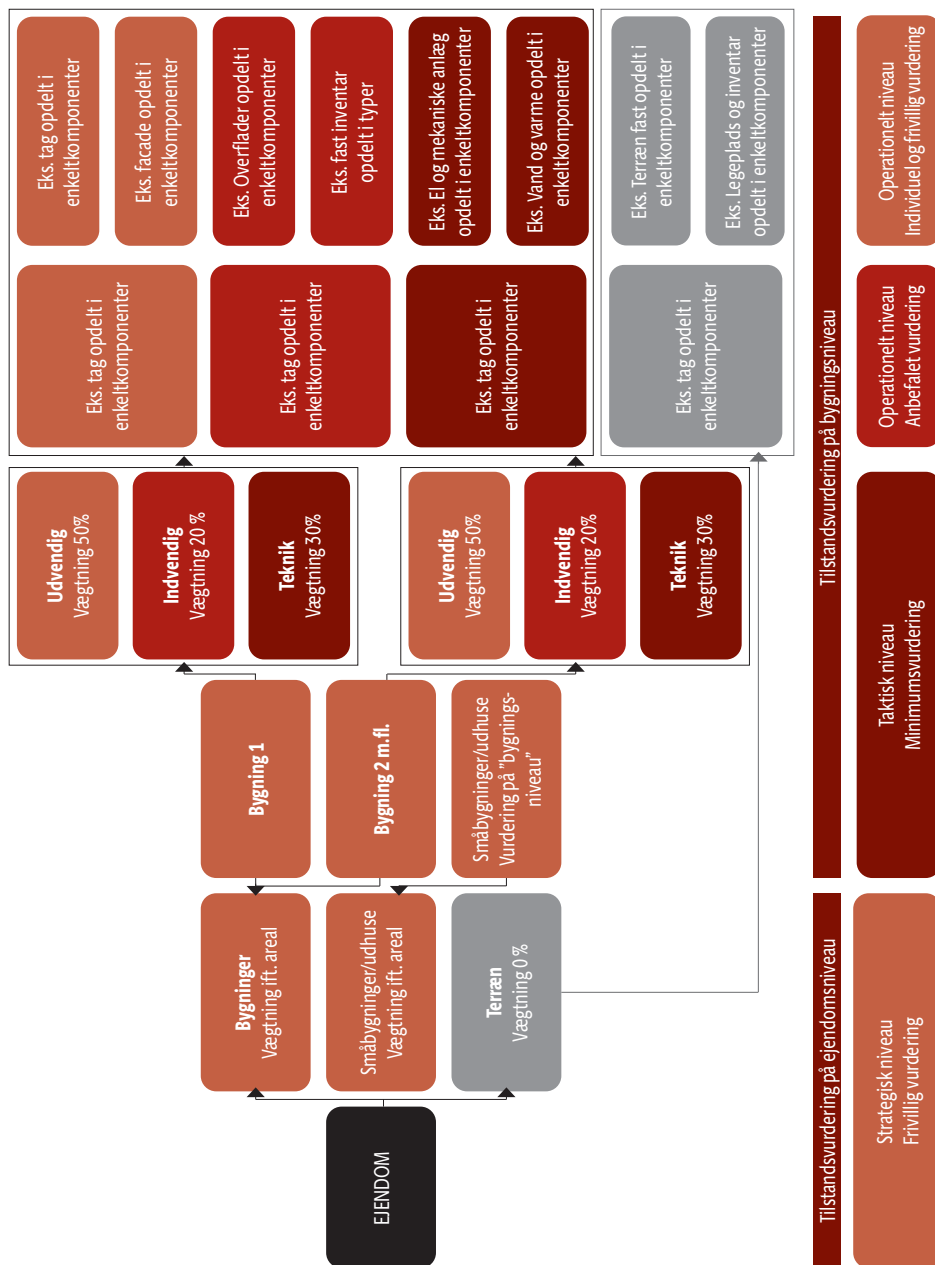 EJENDOM
Bygninger
Vægtning ift. areal
Småbygninger/udhuse
Vægtning ift. areal
Terræn
Vægtning 0 %
Bygning 1
Bygning 2 m.fl.
Småbygninger/udhuse
Vurdering på ”bygnings-
niveau”
Udvendig
Vægtning 50%
Indvendig
Vægtning 20 %
Teknik
Vægtning 30%
Udvendig
Vægtning 50%
Indvendig
Vægtning 20%
Teknik
Vægtning 30%
Eks. tag opdelt i
enkeltkomponenter
Eks. tag opdelt i
enkeltkomponenter
Eks. tag opdelt i
enkeltkomponenter
Eks. tag opdelt i
enkeltkomponenter
Eks. tag opdelt i
enkeltkomponenter
Eks. facade opdelt i
enkeltkomponenter
Eks. Overflader opdelt i
enkeltkomponenter
Eks. fast inventar
opdelt i typer
Eks. El og mekaniske anlæg
opdelt i enkeltkomponenter
Eks. Vand og varme opdelt i
enkeltkomponenter
Eks. Terræn fast opdelt i
enkeltkomponenter
Eks. Legeplads og inventar
opdelt i enkeltkomponenter
Tilstandsvurdering på ejendomsniveau
Tilstandsvurdering på bygningsniveau
Strategisk niveau
Frivillig vurdering
Taktisk niveau
Minimumsvurdering
Operationelt niveau
Anbefalet vurdering
Operationelt niveau
Individuel og frivillig vurdering